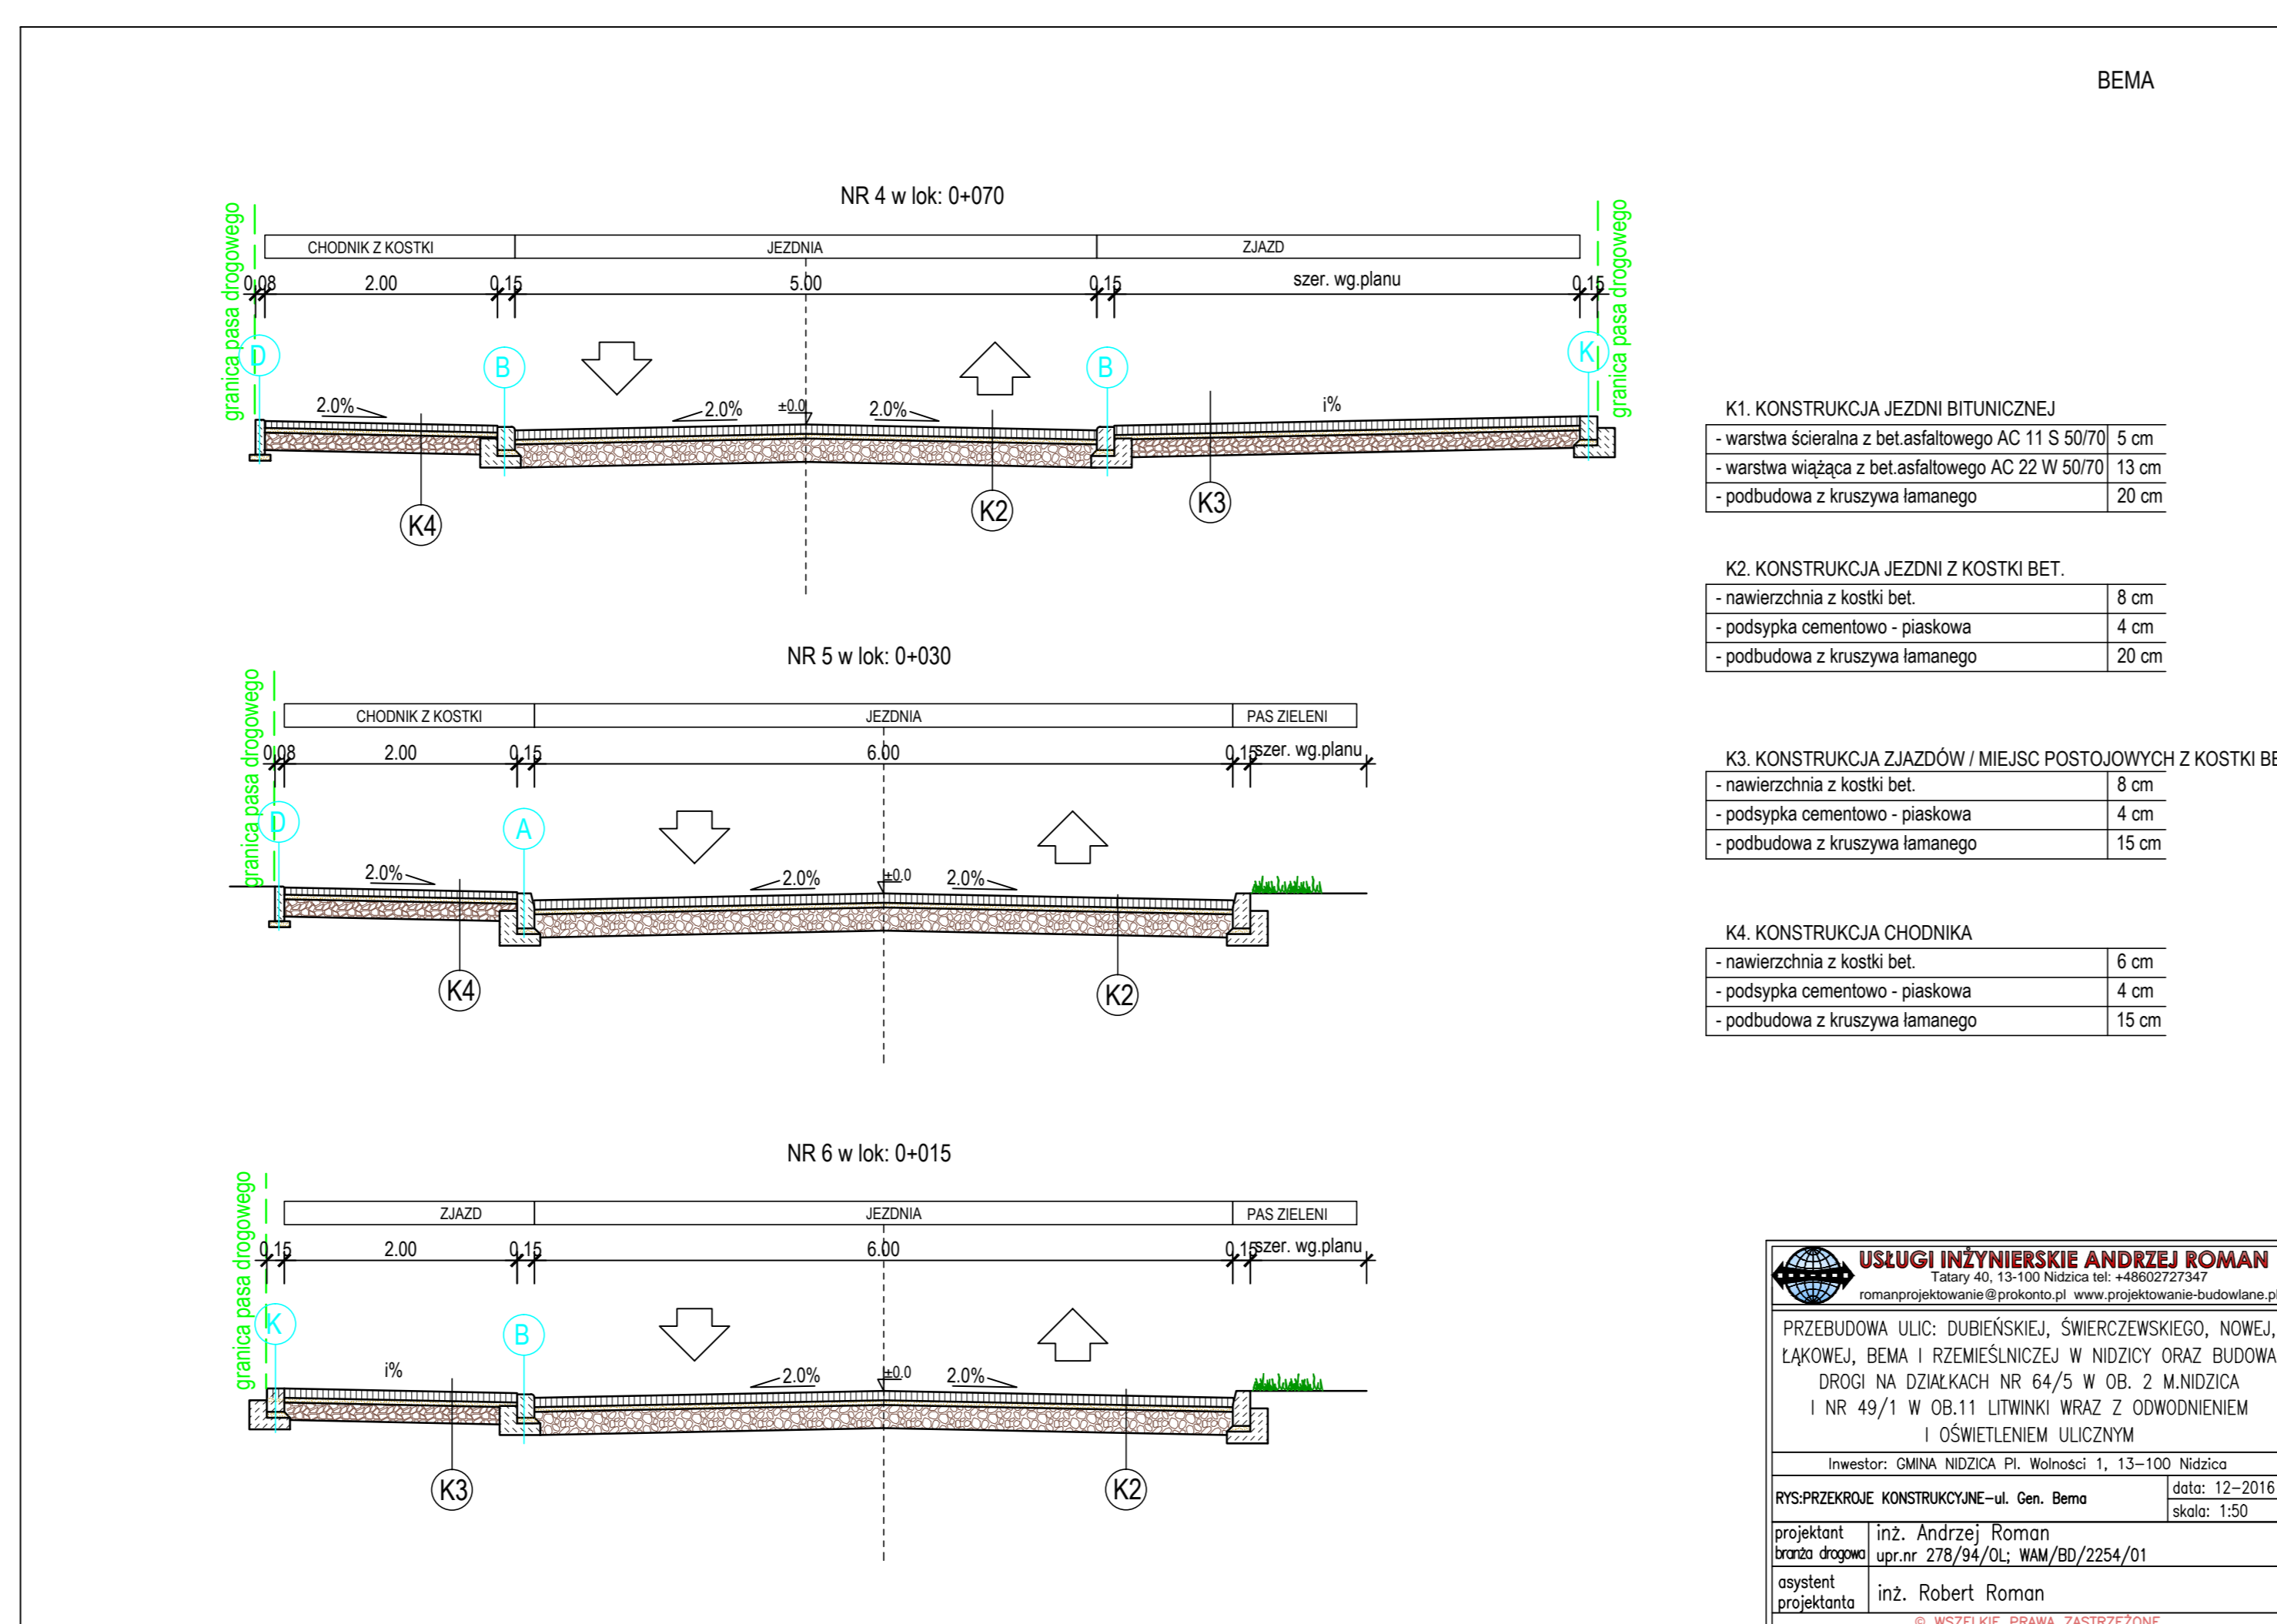 BEMA
NR 4 w lok: 0+070
CHODNIK Z KOSTKI JEZDNIA ZJAZD
0.08 2.00 0.15 5.00 0.15 szer. wg.planu 0.15
granica pasa drogowego
granica pasa drogowego
D B B K
2.0% 2.0% ±0.0 2.0% i%
K4 K2 K3
NR 5 w lok: 0+030
CHODNIK Z KOSTKI JEZDNIA PAS ZIELENI
0.08 2.00 0.15 6.00 0.15 szer. wg.planu
granica pasa drogowego
D A
2.0% 2.0% ±0.0 2.0%
K4 K2
NR 6 w lok: 0+015
ZJAZD JEZDNIA PAS ZIELENI
0.15 2.00 0.15 6.00 0.15 szer. wg.planu
granica pasa drogowego
K B
i% 2.0% ±0.0 2.0%
K3 K2
K1. KONSTRUKCJA JEZDNI BITUNICZNEJ
- warstwa ścieralna z bet.asfaltowego AC 11 S 50/70 5 cm
- warstwa wiążąca z bet.asfaltowego AC 22 W 50/70 13 cm
- podbudowa z kruszywa łamanego 20 cm
K2. KONSTRUKCJA JEZDNI Z KOSTKI BET.
- nawierzchnia z kostki bet. 8 cm
- podsypka cementowo - piaskowa 4 cm
- podbudowa z kruszywa łamanego 20 cm
K3. KONSTRUKCJA ZJAZDÓW / MIEJSC POSTOJOWYCH Z KOSTKI BE
- nawierzchnia z kostki bet. 8 cm
- podsypka cementowo - piaskowa 4 cm
- podbudowa z kruszywa łamanego 15 cm
K4. KONSTRUKCJA CHODNIKA
- nawierzchnia z kostki bet. 6 cm
- podsypka cementowo - piaskowa 4 cm
- podbudowa z kruszywa łamanego 15 cm
USŁUGI INŻYNIERSKIE ANDRZEJ ROMAN
Tatary 40, 13-100 Nidzica tel: +48602727347
romanprojektowanie@prokonto.pl www.projektowanie-budowlane.pl
PRZEBUDOWA ULIC: DUBIEŃSKIEJ, ŚWIERCZEWSKIEGO, NOWEJ,
ŁĄKOWEJ, BEMA I RZEMIEŚLNICZEJ W NIDZICY ORAZ BUDOWA
DROGI NA DZIAŁKACH NR 64/5 W OB. 2 M.NIDZICA
I NR 49/1 W OB.11 LITWINKI WRAZ Z ODWODNIENIEM
I OŚWIETLENIEM ULICZNYM
Inwestor: GMINA NIDZICA Pl. Wolności 1, 13-100 Nidzica
RYS:PRZEKROJE KONSTRUKCYJNE-ul. Gen. Bema
data: 12-2016
skala: 1:50
projektant inż. Andrzej Roman
branża drogowa upr.nr 278/94/OL; WAM/BD/2254/01
asystent
projektanta inż. Robert Roman
© WSZELKIE PRAWA ZASTRZEŻONE